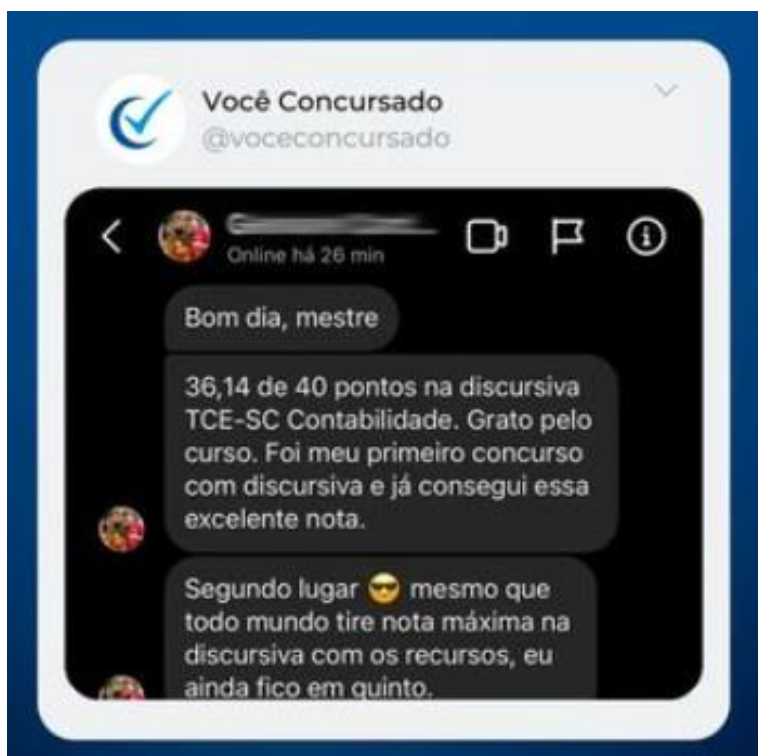 Você Concursado
@voceconcursado
Online há 26 min
Bom dia, mestre
36,14 de 40 pontos na discursiva
TCE-SC Contabilidade. Grato pelo
curso. Foi meu primeiro concurso
com discursiva e já consegui essa
excelente nota.
Segundo lugar 😎 mesmo que
todo mundo tire nota máxima na
discursiva com os recursos, eu
ainda fico em quinto.